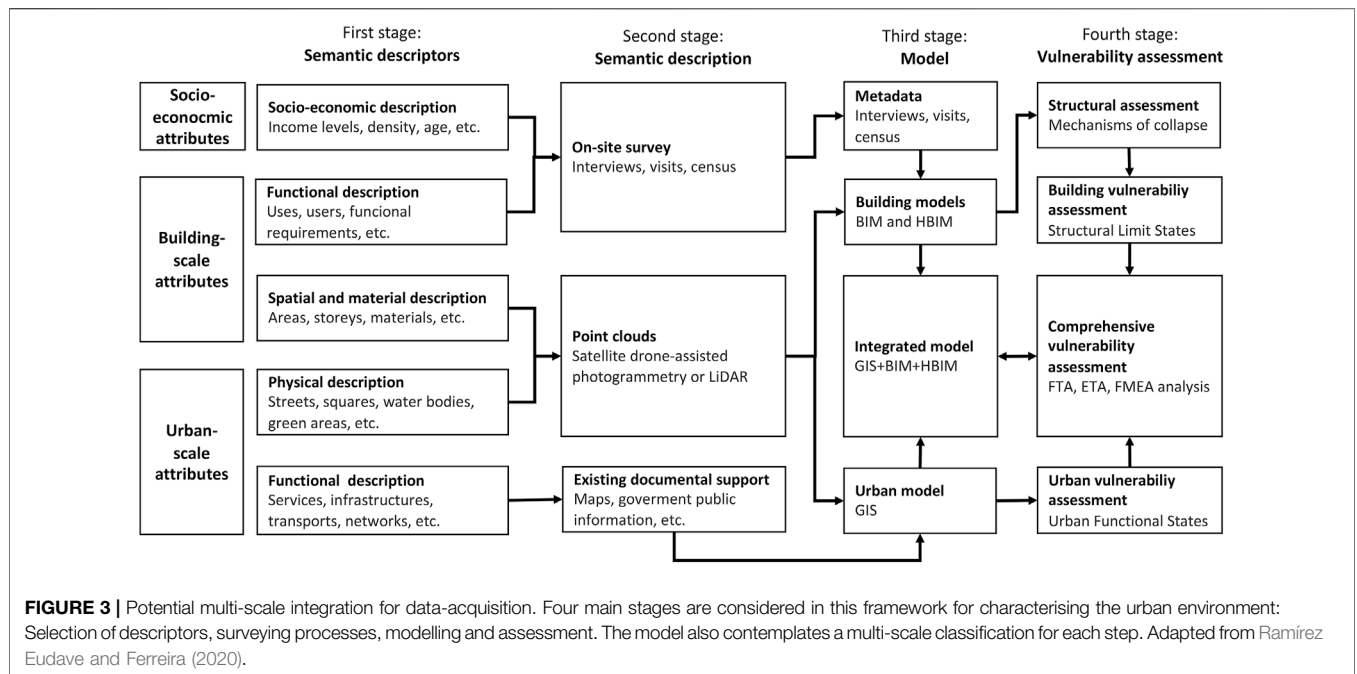 First stage:
Semantic descriptors
Second stage:
Semantic description
Third stage:
Model
Fourth stage:
Vulnerability assessment
Socio-
econocmic
attributes
Socio-economic description
Income levels, density, age, etc.
Functional description
Uses, users, funcional
requirements, etc.
Building-
scale
attributes
Spatial and material description
Areas, storeys, materials, etc.
Physical description
Streets, squares, water bodies,
green areas, etc.
Urban-
scale
attributes
Functional description
Services, infrastructures,
transports, networks, etc.
On-site survey
Interviews, visits, census
Point clouds
Satellite drone-assisted
photogrammetry or LiDAR
Existing documental support
Maps, goverment public
information, etc.
Metadata
Interviews, visits,
census
Building models
BIM and HBIM
Integrated model
GIS+BIM+HBIM
Urban model
GIS
Structural assessment
Mechanisms of collapse
Building vulnerabiliy
assessment
Structural Limit States
Comprehensive
vulnerability
assessment
FTA, ETA, FMEA analysis
Urban vulnerabiliy
assessment
Urban Functional States
FIGURE 3 | Potential multi-scale integration for data-acquisition. Four main stages are considered in this framework for characterising the urban environment:
Selection of descriptors, surveying processes, modelling and assessment. The model also contemplates a multi-scale classification for each step. Adapted from Ramírez
Eudave and Ferreira (2020).